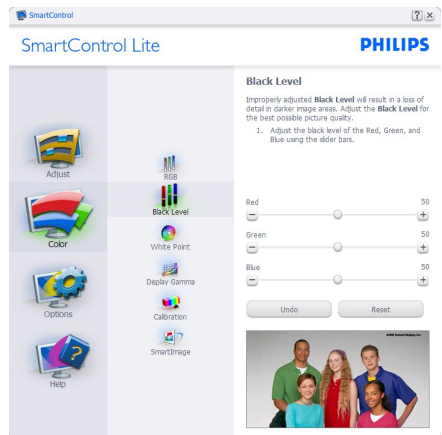 SmartControl
SmartControl Lite
PHILIPS
Adjust
Color
Options
Help
RGB
Black Level
White Point
Display Gamma
Calibration
SmartImage
Black Level
Improperly adjusted Black Level will result in a loss of
detail in darker image areas. Adjust the Black Level for
the best possible picture quality.
1. Adjust the black level of the Red, Green, and
Blue using the slider bars.
Red 50
Green 50
Blue 50
Undo Reset